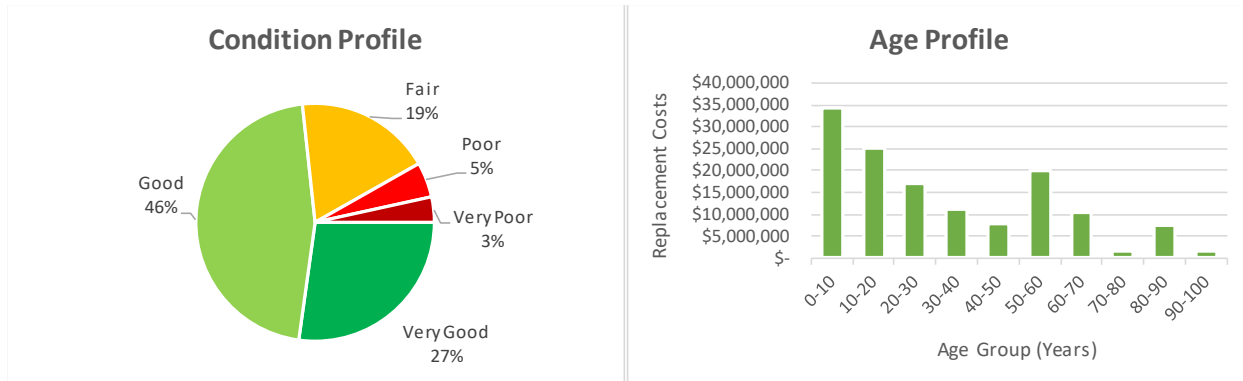 Condition Profile
Fair
19%
Poor
5%
Very Poor
3%
Good
46%
Very Good
27%
Age Profile
Replacement Costs
$40,000,000
$35,000,000
$30,000,000
$25,000,000
$20,000,000
$15,000,000
$10,000,000
$5,000,000
$-
0-10
10-20
20-30
30-40
40-50
50-60
60-70
70-80
80-90
90-100
Age Group (Years)